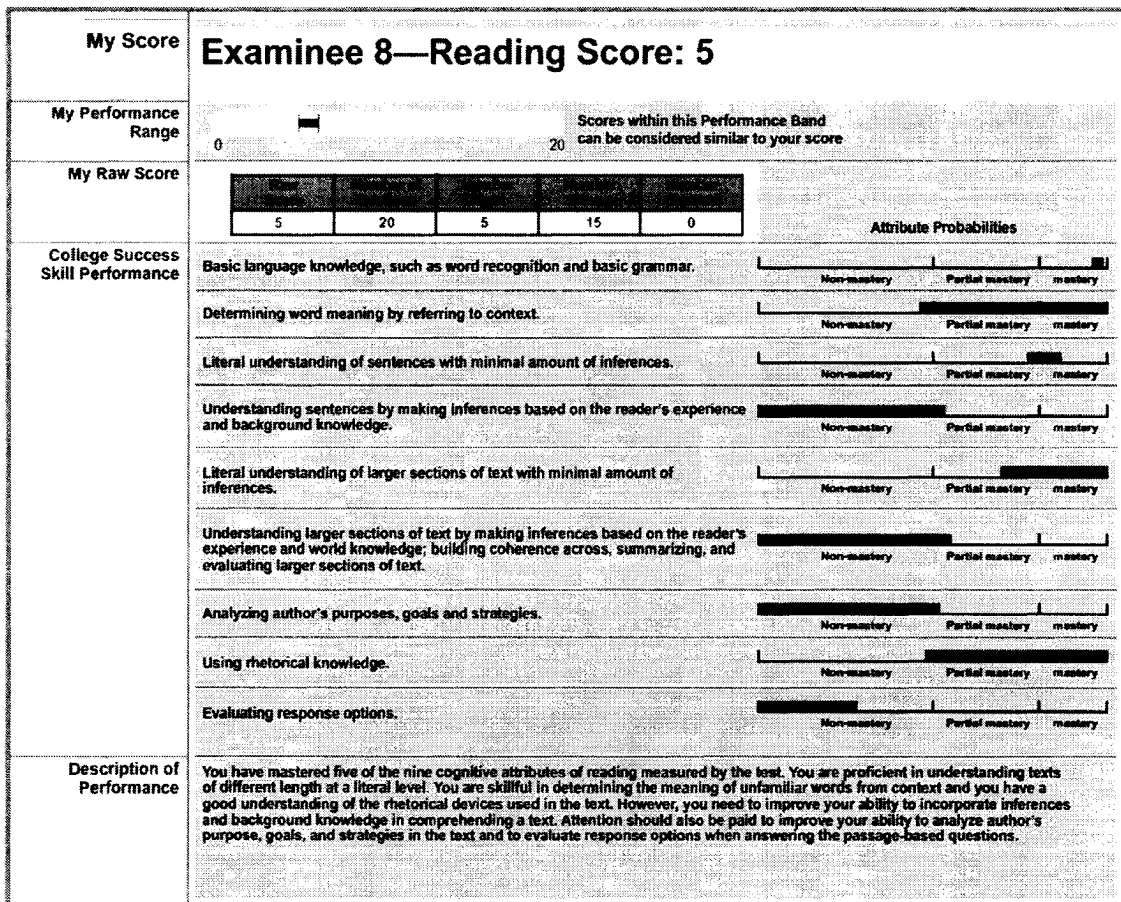 My Score
Examinee 8—Reading Score: 5
My Performance
Range
0
20
Scores within this Performance Band
can be considered similar to your score
My Raw Score
5 20 5 15 0
Attribute Probabilities
College Success
Skill Performance
Basic language knowledge, such as word recognition and basic grammar.
Non-mastery Partial mastery mastery
Determining word meaning by referring to context.
Non-mastery Partial mastery mastery
Literal understanding of sentences with minimal amount of inferences.
Non-mastery Partial mastery mastery
Understanding sentences by making inferences based on the reader's experience
and background knowledge.
Non-mastery Partial mastery mastery
Literal understanding of larger sections of text with minimal amount of
inferences.
Non-mastery Partial mastery mastery
Understanding larger sections of text by making inferences based on the reader's
experience and world knowledge; building coherence across, summarizing, and
evaluating larger sections of text.
Non-mastery Partial mastery mastery
Analyzing author's purposes, goals and strategies.
Non-mastery Partial mastery mastery
Using rhetorical knowledge.
Non-mastery Partial mastery mastery
Evaluating response options.
Non-mastery Partial mastery mastery
Description of
Performance
You have mastered five of the nine cognitive attributes of reading measured by the test. You are proficient in understanding texts
of different length at a literal level. You are skillful in determining the meaning of unfamiliar words from context and you have a
good understanding of the rhetorical devices used in the text. However, you need to improve your ability to incorporate inferences
and background knowledge in comprehending a text. Attention should also be paid to improve your ability to analyze author's
purpose, goals, and strategies in the text and to evaluate response options when answering the passage-based questions.